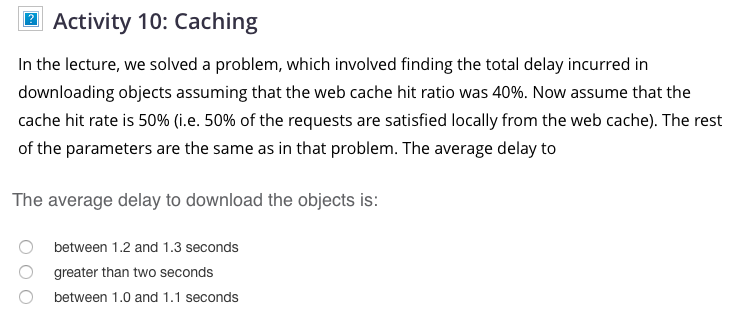 ? Activity 10: Caching
In the lecture, we solved a problem, which involved finding the total delay incurred in
downloading objects assuming that the web cache hit ratio was 40%. Now assume that the
cache hit rate is 50% (i.e. 50% of the requests are satisfied locally from the web cache). The rest
of the parameters are the same as in that problem. The average delay to
The average delay to download the objects is:
between 1.2 and 1.3 seconds
greater than two seconds
between 1.0 and 1.1 seconds